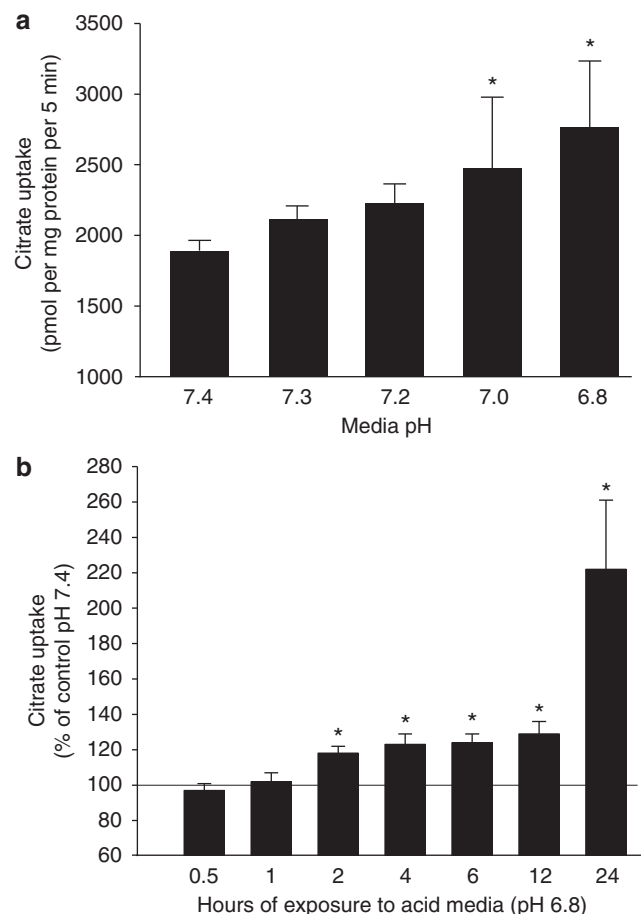 a
Citrate uptake
(pmol per mg protein per 5 min)
3500
3000
2500
2000
1500
1000
*
*
7.4 7.3 7.2 7.0 6.8
Media pH
b
Citrate uptake
(% of control pH 7.4)
280
260
240
220
200
180
160
140
120
100
80
60
*
*
*
*
*
0.5 1 2 4 6 12 24
Hours of exposure to acid media (pH 6.8)